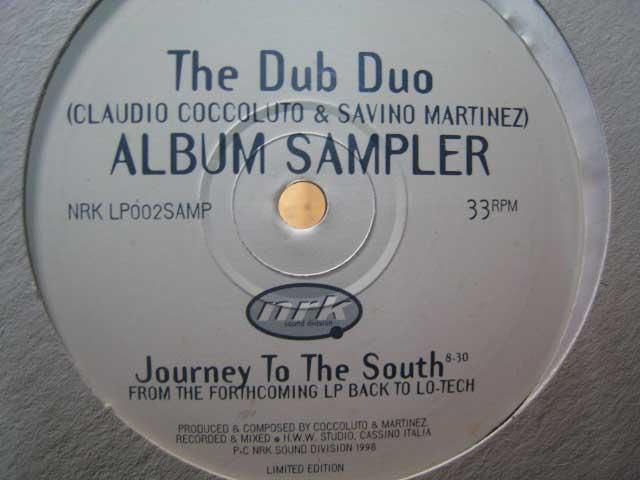 The Dub Duo
(CLAUDIO COCCOLUTO & SAVINO MARTINEZ)
ALBUM SAMPLER
NRK LP002SAMP 33RPM
nrk
sound division
Journey To The South 8-30
FROM THE FORTHCOMING LP BACK TO LO-TECH
PRODUCED & COMPOSED BY COCCOLUTO & MARTINEZ.
RECORDED & MIXED @ H.W.W. STUDIO, CASSINO ITALIA
P+C NRK SOUND DIVISION 1998
LIMITED EDITION